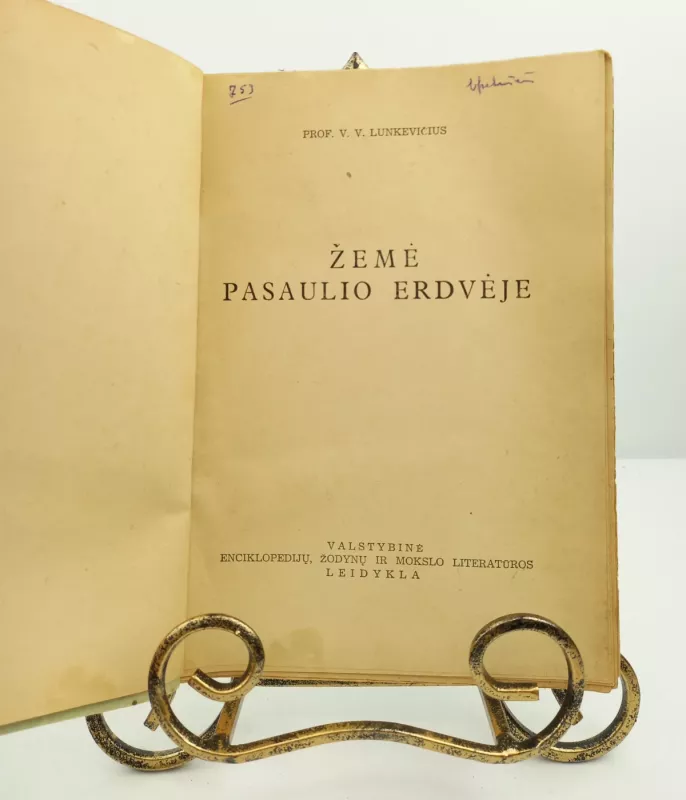 753
PROF. V. V. LUNKEVIČIUS
ŽEMĖ
PASAULIO ERDVĖJE
VALSTYBINĖ
ENCIKLOPEDIJŲ, ŽODYNŲ IR MOKSLO LITERATŪROS
LEIDYKLA